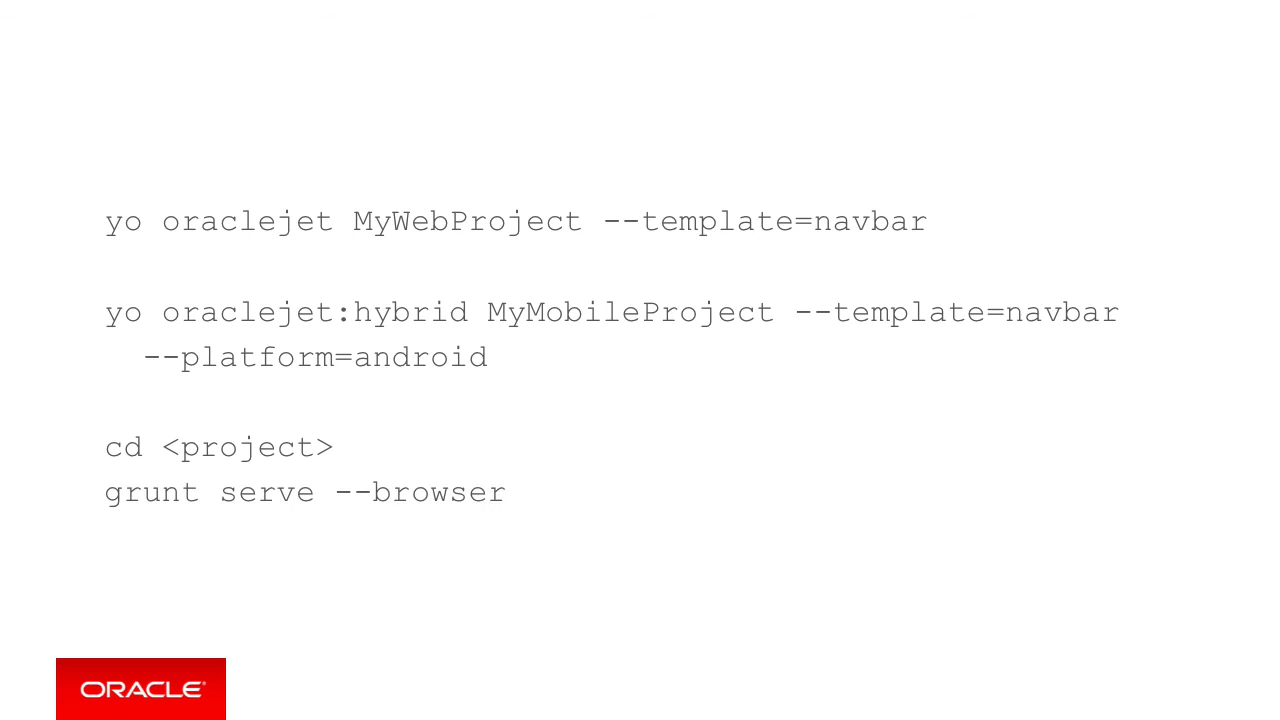 yo oraclejet MyWebProject --template=navbar
yo oraclejet:hybrid MyMobileProject --template=navbar
--platform=android
cd <project>
grunt serve --browser
ORACLE®